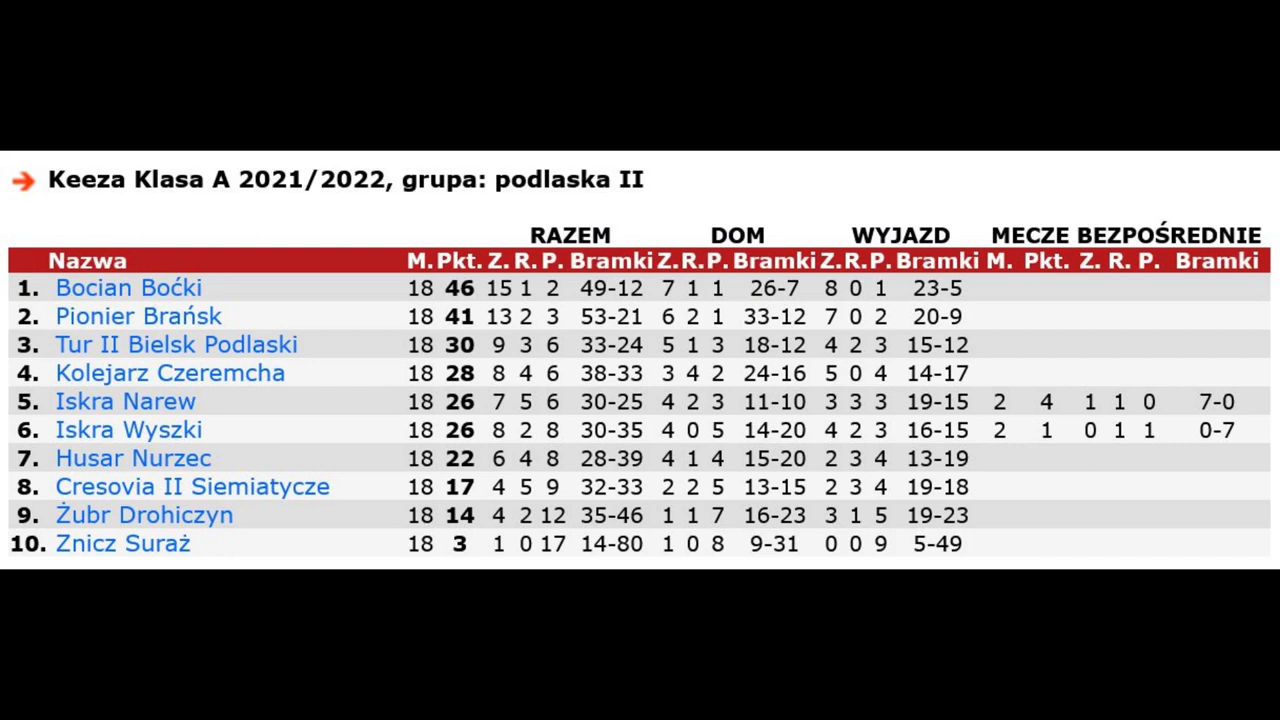 Keeza Klasa A 2021/2022, grupa: podlaska II
RAZEM DOM WYJAZD MECZE BEZPOŚREDNIE
Nazwa M. Pkt. Z. R. P. Bramki Z. R. P. Bramki Z. R. P. Bramki M. Pkt. Z. R. P. Bramki
1. Bocian Boćki 18 46 15 1 2 49-12 7 1 1 26-7 8 0 1 23-5
2. Pionier Brańsk 18 41 13 2 3 53-21 6 2 1 33-12 7 0 2 20-9
3. Tur II Bielsk Podlaski 18 30 9 3 6 33-24 5 1 3 18-12 4 2 3 15-12
4. Kolejarz Czeremcha 18 28 8 4 6 38-33 3 4 2 24-16 5 0 4 14-17
5. Iskra Narew 18 26 7 5 6 30-25 4 2 3 11-10 3 3 3 19-15 2 4 1 1 0 7-0
6. Iskra Wyszki 18 26 8 2 8 30-35 4 0 5 14-20 4 2 3 16-15 2 1 0 1 1 0-7
7. Husar Nurzec 18 22 6 4 8 28-39 4 1 4 15-20 2 3 4 13-19
8. Cresovia II Siemiatycze 18 17 4 5 9 32-33 2 2 5 13-15 2 3 4 19-18
9. Żubr Drohiczyn 18 14 4 2 12 35-46 1 1 7 16-23 3 1 5 19-23
10. Znicz Suraż 18 3 1 0 17 14-80 1 0 8 9-31 0 0 9 5-49